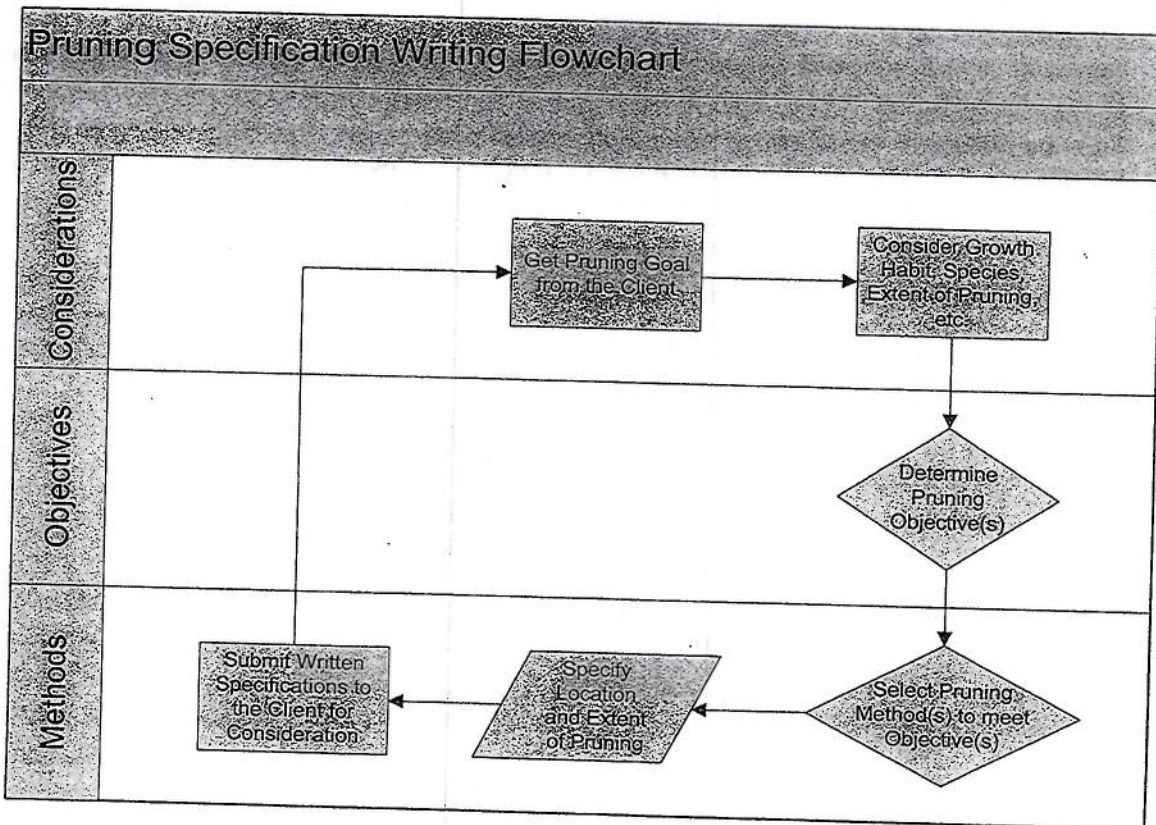 Pruning Specification Writing Flowchart
Considerations
Get Pruning Goal
from the Client
Consider Growth
Habit, Species,
Extent of Pruning,
etc.
Objectives
Determine
Pruning
Objective(s)
Methods
Submit Written
Specifications to
the Client for
Consideration
Specify
Location
and Extent
of Pruning
Select Pruning
Method(s) to meet
Objective(s)